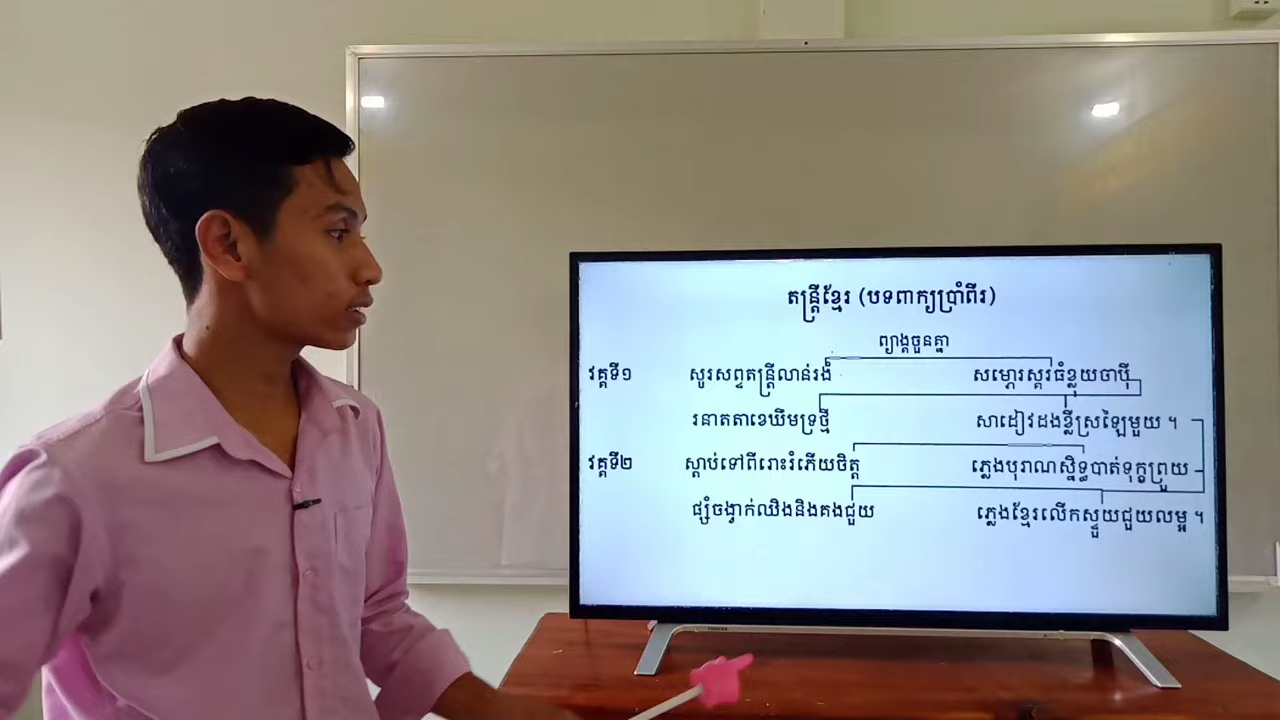 តន្ត្រីខ្មែរ (បទពាក្យប្រាំពីរ)
ព្យាង្គចួនគ្នា
វគ្គទី១ សូរសព្ទតន្ត្រីលាន់រងំ សម្ភោរស្គរធំខ្លុយចាប៉ី
រនាតតាខេឃឹមទ្រថ្មី សាដៀវដងខ្លីស្រឡៃមួយ ។
វគ្គទី២ ស្តាប់ទៅពីរោះរំភើយចិត្ត ភ្លេងបុរាណស្និទ្ធបាត់ទុក្ខព្រួយ
ផ្សំចង្វាក់ឈិងនិងគងជួយ ភ្លេងខ្មែរលើកស្ទួយជួយលម្អ ។